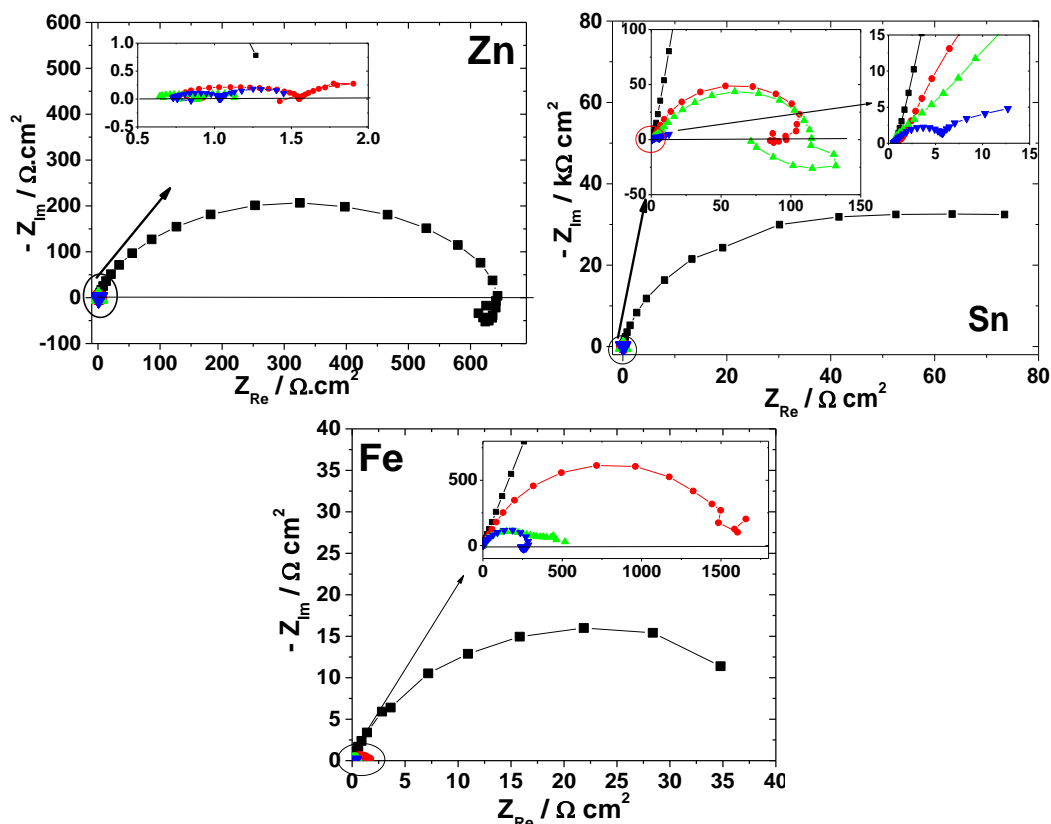 Zn
- Z_Im / Ω.cm²
600
500
400
300
200
100
0
-100
1.0
0.5
0.0
-0.5
0.5 1.0 1.5 2.0
0 100 200 300 400 500 600
Z_Re / Ω.cm²
Sn
- Z_Im / kΩ cm²
100
80
60
40
20
0
100
50
0
-50
0 50 100 150
15
10
5
0
0 5 10 15
0 20 40 60 80
Z_Re / Ω cm²
Fe
- Z_Im / Ω cm²
40
35
30
25
20
15
10
5
0
500
0
0 500 1000 1500
0 5 10 15 20 25 30 35 40
Z_Re / Ω cm²